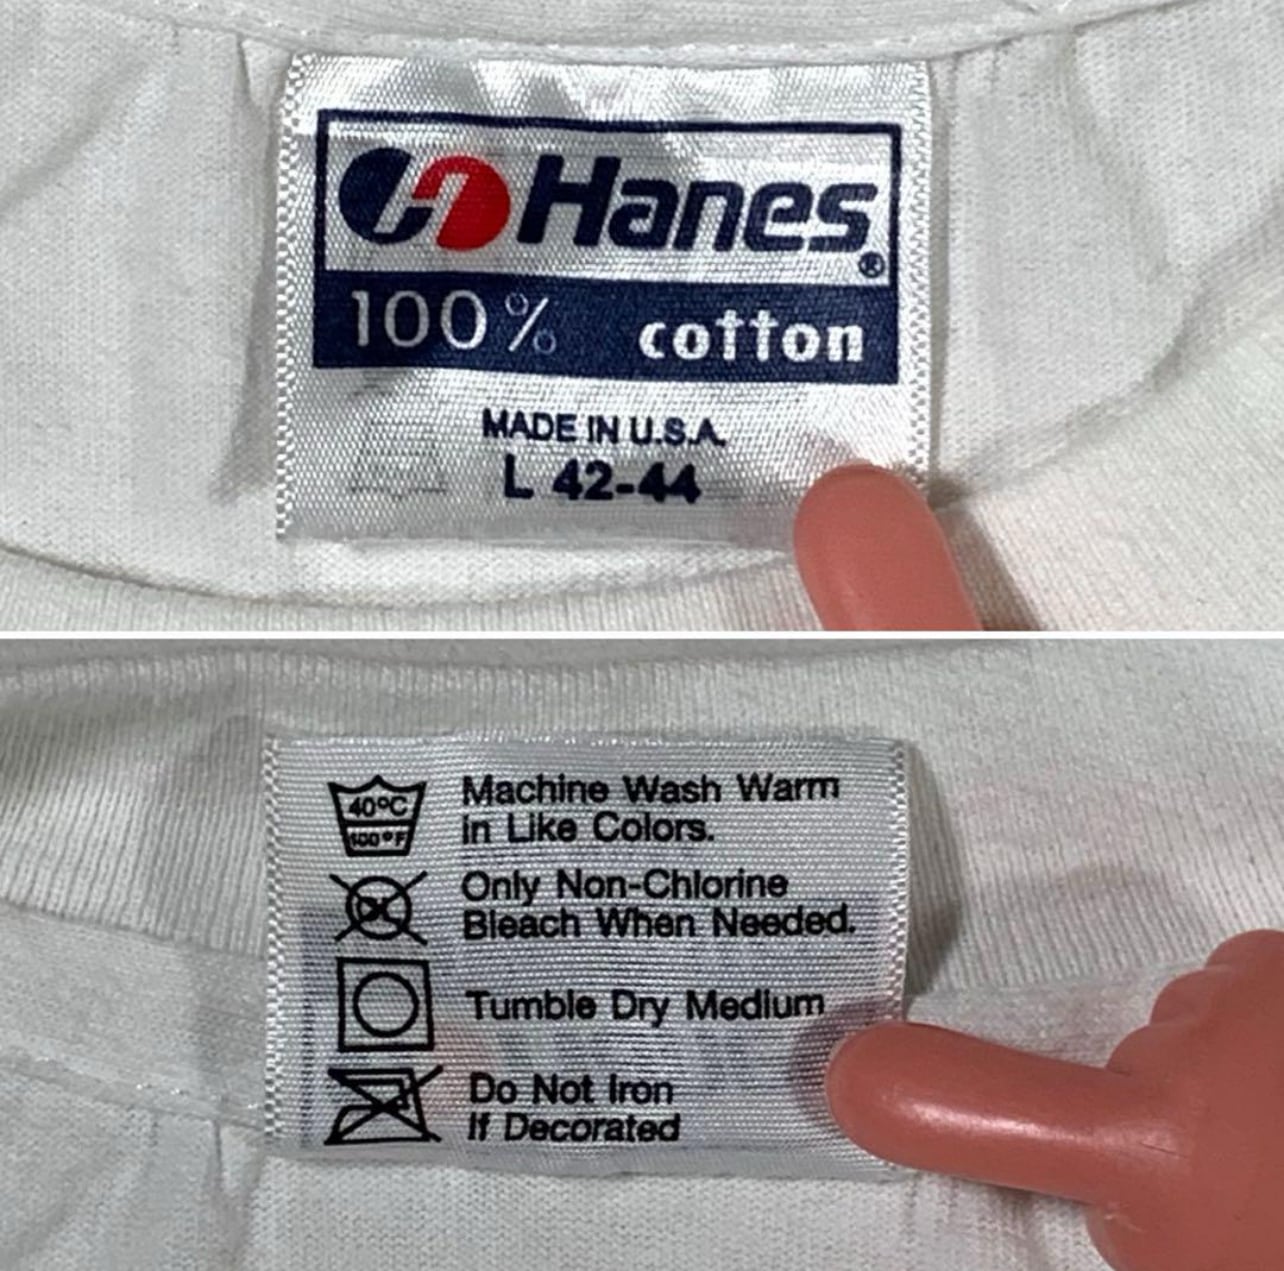 Hanes®
100% cotton
MADE IN U.S.A.
L 42-44
40°C
100°F
Machine Wash Warm
in Like Colors.
Only Non-Chlorine
Bleach When Needed.
Tumble Dry Medium
Do Not Iron
If Decorated